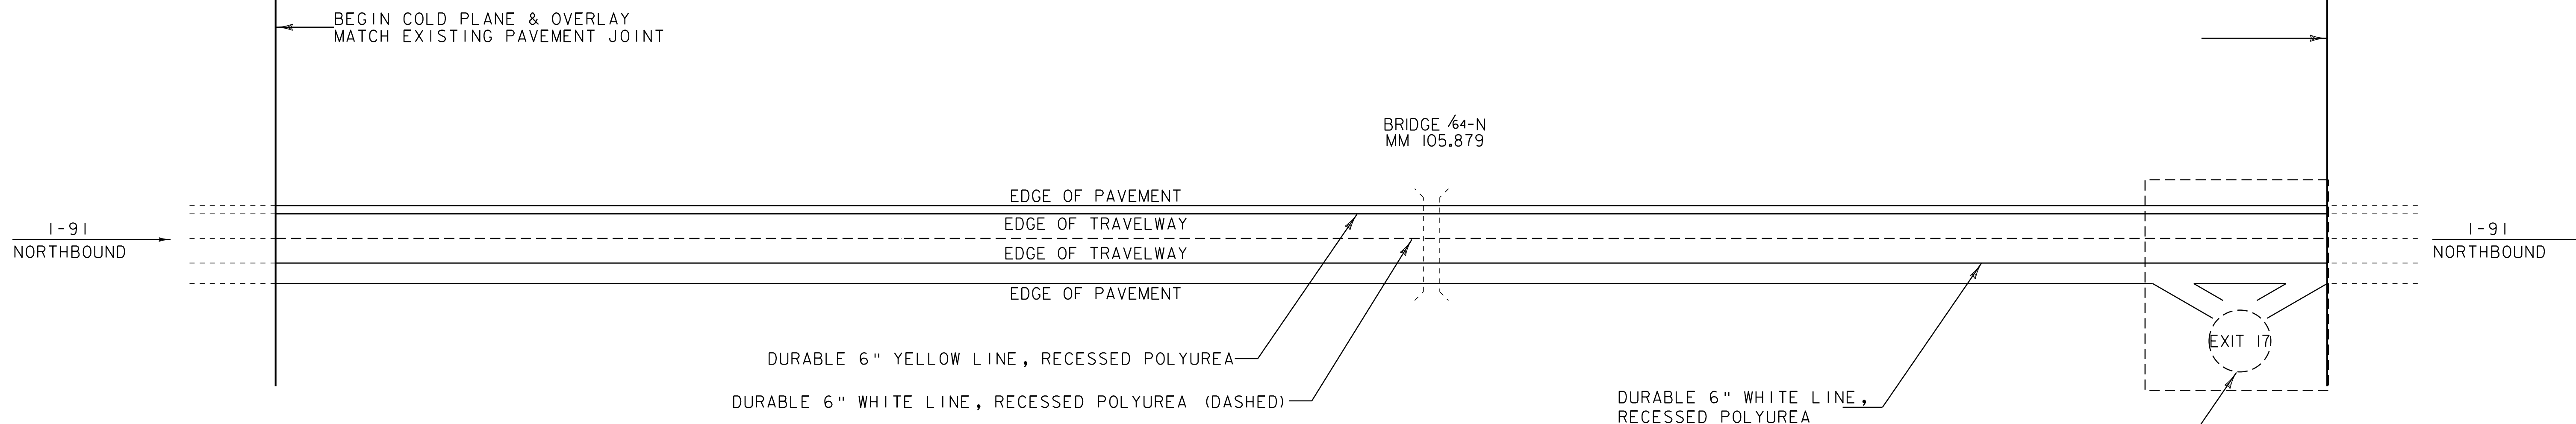 BEGIN COLD PLANE & OVERLAY
MATCH EXISTING PAVEMENT JOINT
BRIDGE 64-N
MM 105.879
EDGE OF PAVEMENT
EDGE OF TRAVELWAY
I-91
NORTHBOUND
I-91
NORTHBOUND
EDGE OF TRAVELWAY
EDGE OF PAVEMENT
EXIT 17
DURABLE 6" YELLOW LINE, RECESSED POLYUREA
DURABLE 6" WHITE LINE, RECESSED POLYUREA (DASHED)
DURABLE 6" WHITE LINE,
RECESSED POLYUREA